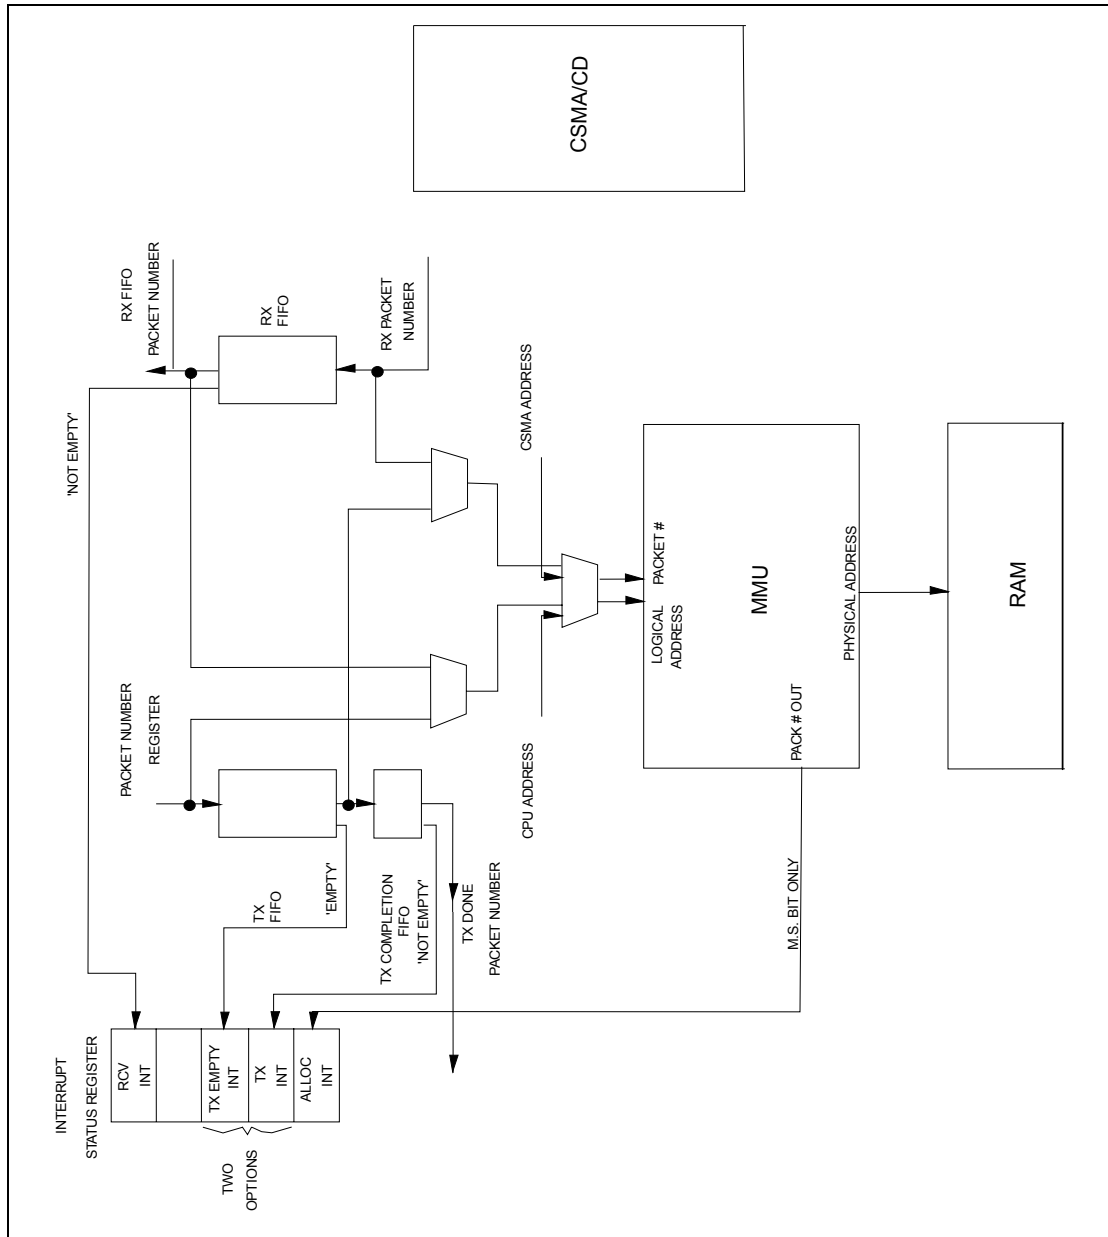 CSMA/CD
RX FIFO
PACKET NUMBER
RX
FIFO
RX PACKET
NUMBER
'NOT EMPTY'
CSMA ADDRESS
PACKET #
LOGICAL
ADDRESS
MMU
PHYSICAL ADDRESS
PACK # OUT
RAM
PACKET NUMBER
REGISTER
CPU ADDRESS
TX
FIFO
'EMPTY'
TX COMPLETION
FIFO
'NOT EMPTY'
TX DONE
PACKET NUMBER
M.S. BIT ONLY
INTERRUPT
STATUS REGISTER
RCV
INT
TX EMPTY
INT
TX
INT
ALLOC
INT
TWO
OPTIONS